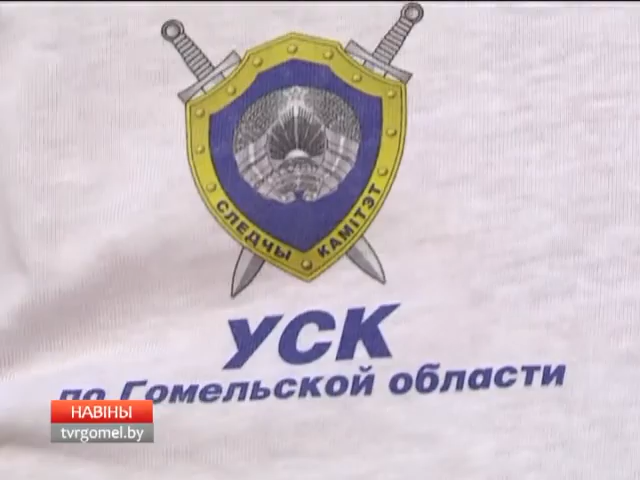 СЛЕДЧЫ КАМІТЭТ
УСК
по Гомельской области
НАВІНЫ
tvrgomel.by